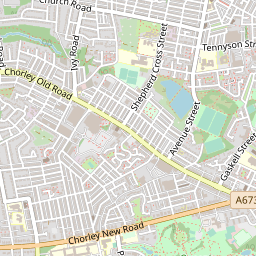 Church Road
Ivy Road
Shepherd Cross Street
Tennyson Street
Chorley Old Road
Avenue Street
Gaskell Street
A673
Chorley New Road